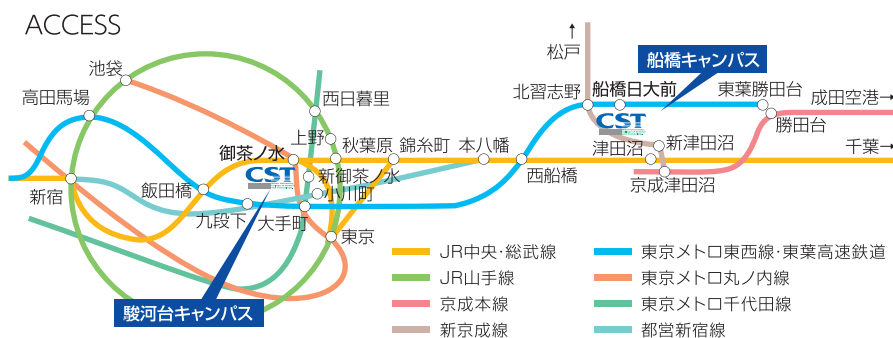 ACCESS
↑
松戸
船橋キャンパス
池袋
高田馬場
西日暮里
北習志野
船橋日大前
東葉勝田台
成田空港→
上野
CST
勝田台
御茶ノ水
秋葉原
錦糸町
本八幡
津田沼
新津田沼
千葉→
CST
新御茶ノ水
西船橋
京成津田沼
新宿
飯田橋
小川町
九段下
大手町
東京
駿河台キャンパス
JR中央・総武線
JR山手線
京成本線
新京成線
東京メトロ東西線・東葉高速鉄道
東京メトロ丸ノ内線
東京メトロ千代田線
都営新宿線